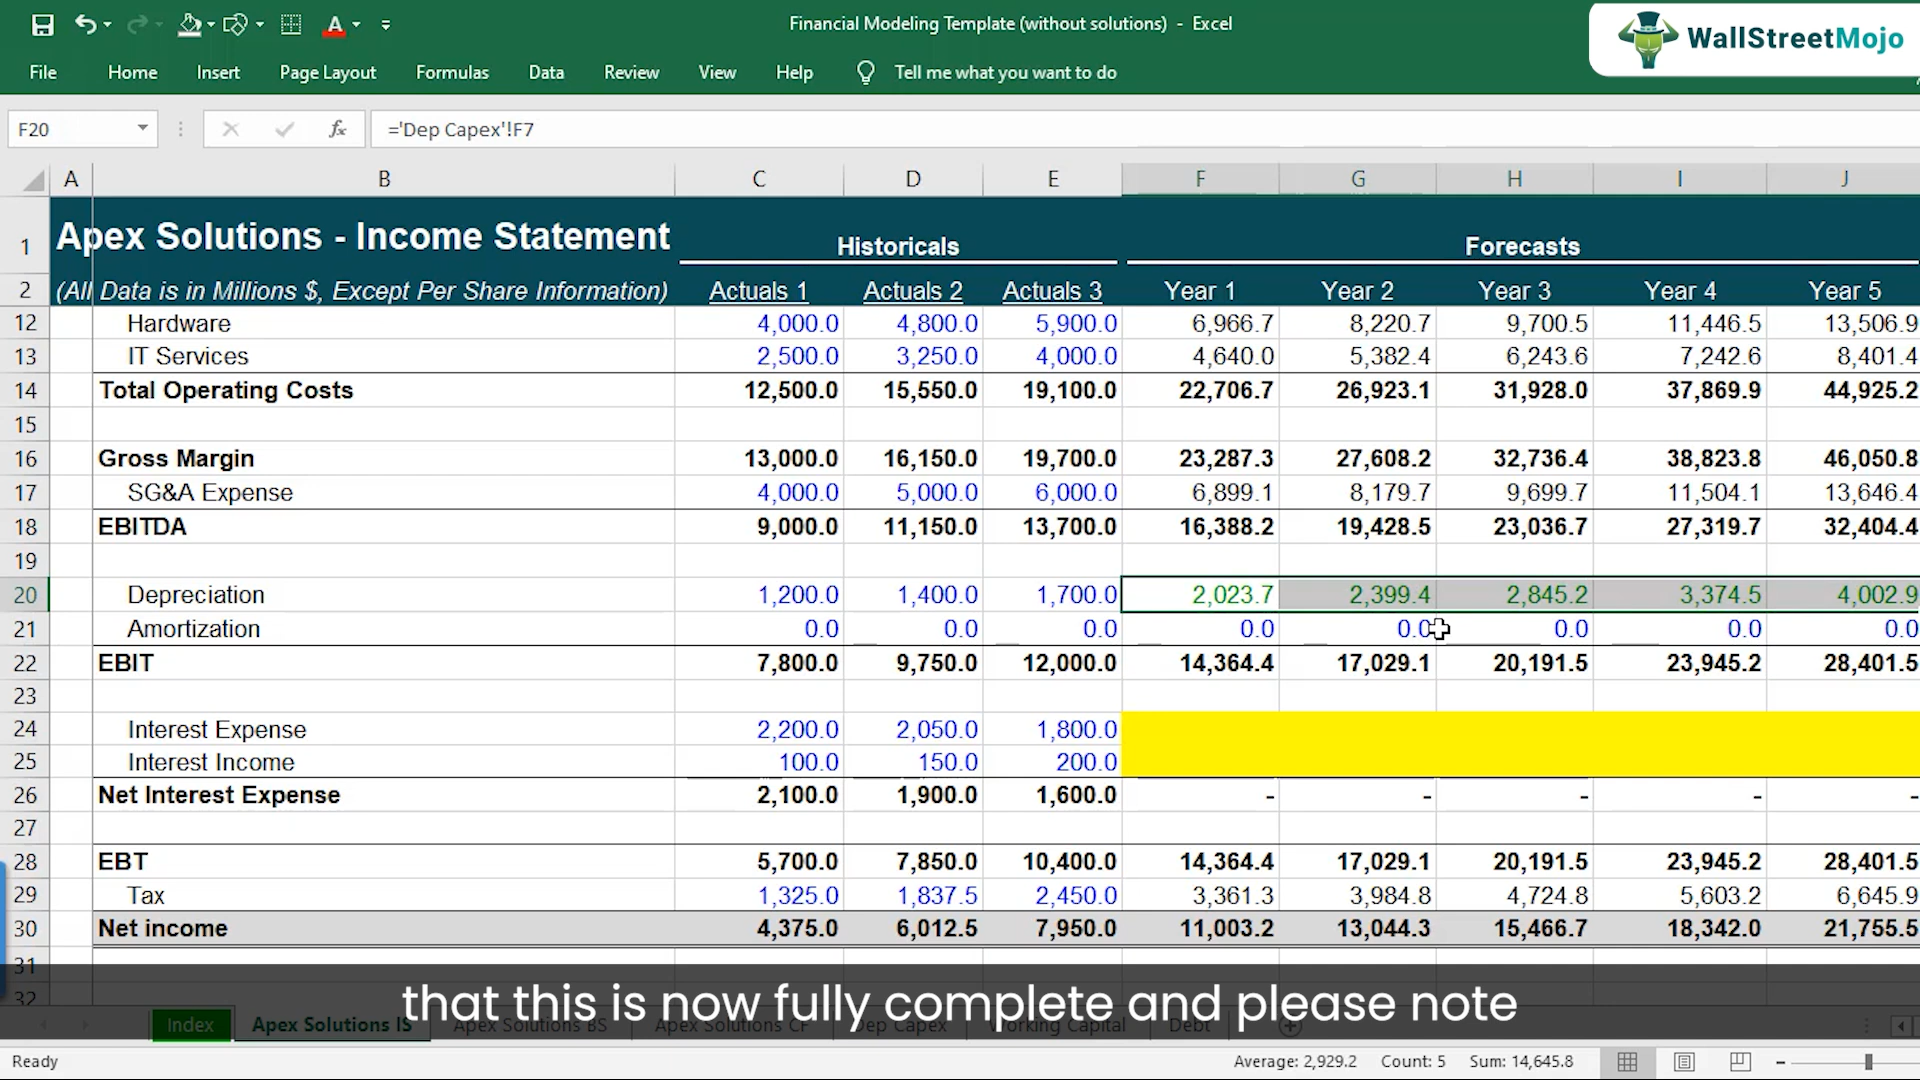 Financial Modeling Template (without solutions) - Excel
WallStreetMojo
File Home Insert Page Layout Formulas Data Review View Help Tell me what you want to do
F20 fx ='Dep Capex'!F7
A B C D E F G H I J
1 Apex Solutions - Income Statement Historicals Forecasts
2 (All Data is in Millions $, Except Per Share Information) Actuals 1 Actuals 2 Actuals 3 Year 1 Year 2 Year 3 Year 4 Year 5
12 Hardware 4,000.0 4,800.0 5,900.0 6,966.7 8,220.7 9,700.5 11,446.5 13,506.9
13 IT Services 2,500.0 3,250.0 4,000.0 4,640.0 5,382.4 6,243.6 7,242.6 8,401.4
14 Total Operating Costs 12,500.0 15,550.0 19,100.0 22,706.7 26,923.1 31,928.0 37,869.9 44,925.2
15
16 Gross Margin 13,000.0 16,150.0 19,700.0 23,287.3 27,608.2 32,736.4 38,823.8 46,050.8
17 SG&A Expense 4,000.0 5,000.0 6,000.0 6,899.1 8,179.7 9,699.7 11,504.1 13,646.4
18 EBITDA 9,000.0 11,150.0 13,700.0 16,388.2 19,428.5 23,036.7 27,319.7 32,404.4
19
20 Depreciation 1,200.0 1,400.0 1,700.0 2,023.7 2,399.4 2,845.2 3,374.5 4,002.9
21 Amortization 0.0 0.0 0.0 0.0 0.0 0.0 0.0 0.0
22 EBIT 7,800.0 9,750.0 12,000.0 14,364.4 17,029.1 20,191.5 23,945.2 28,401.5
23
24 Interest Expense 2,200.0 2,050.0 1,800.0
25 Interest Income 100.0 150.0 200.0
26 Net Interest Expense 2,100.0 1,900.0 1,600.0 - - - - -
27
28 EBT 5,700.0 7,850.0 10,400.0 14,364.4 17,029.1 20,191.5 23,945.2 28,401.5
29 Tax 1,325.0 1,837.5 2,450.0 3,361.3 3,984.8 4,724.8 5,603.2 6,645.9
30 Net income 4,375.0 6,012.5 7,950.0 11,003.2 13,044.3 15,466.7 18,342.0 21,755.5
31
32
that this is now fully complete and please note
Index Apex Solutions IS Apex Solutions BS Apex Solutions CF Dep Capex Working Capital Debt
Ready Average: 2,929.2 Count: 5 Sum: 14,645.8